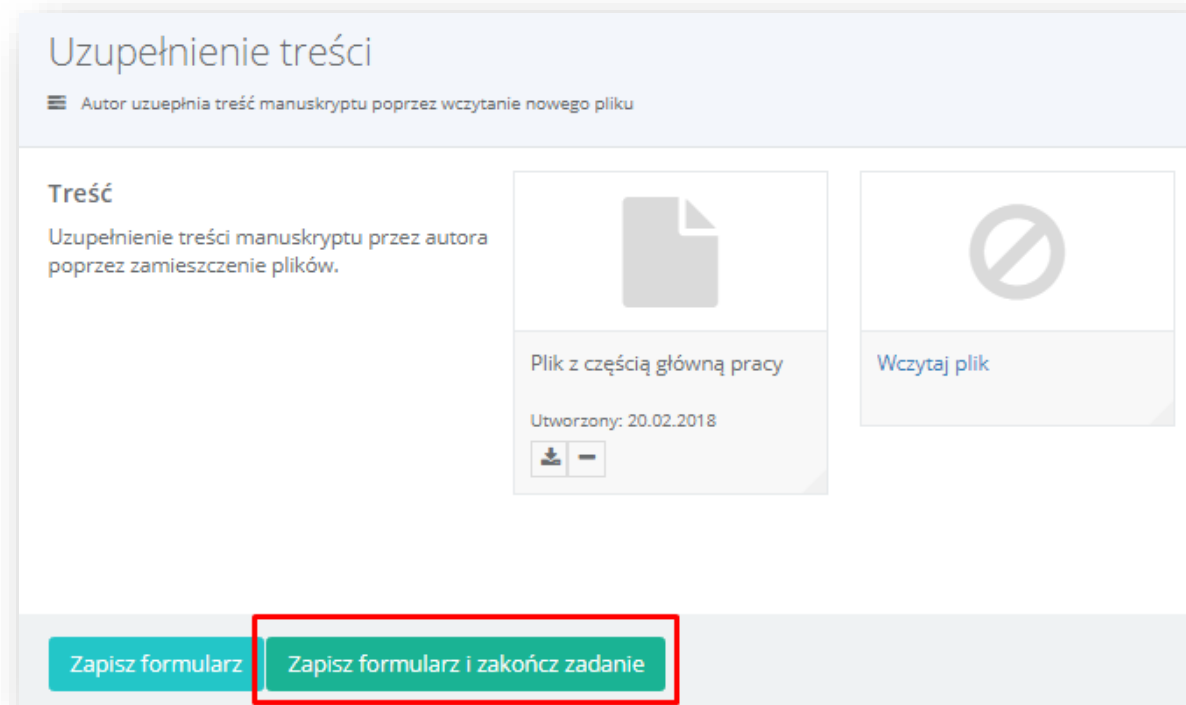 Uzupełnienie treści
Autor uzuepłnia treść manuskryptu poprzez wczytanie nowego pliku
Treść
Uzupełnienie treści manuskryptu przez autora
poprzez zamieszczenie plików.
Plik z częścią główną pracy
Utworzony: 20.02.2018
Wczytaj plik
Zapisz formularz
Zapisz formularz i zakończ zadanie